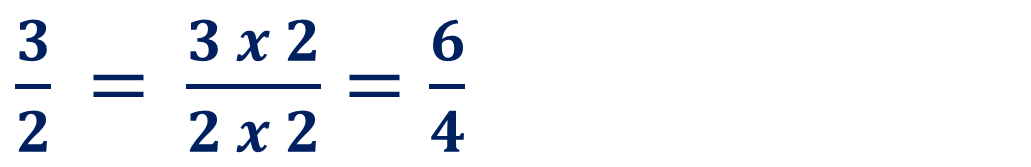 3/2 = 3 x 2/2 x 2 = 6/4